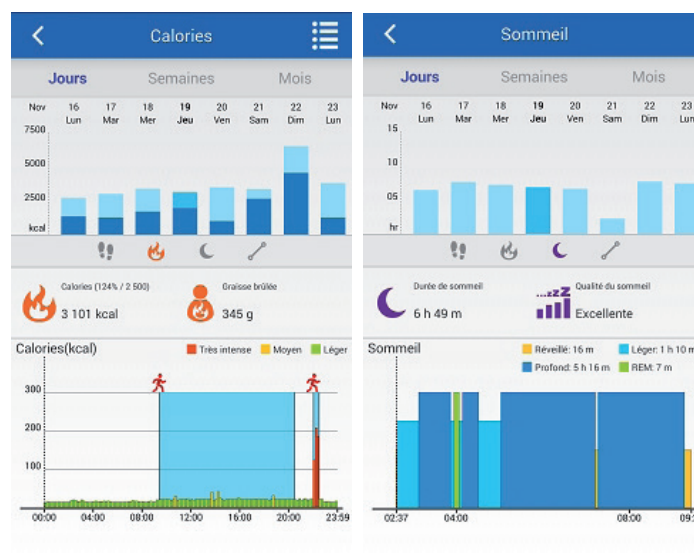 Calories
Jours Semaines Mois
Nov 16 17 18 19 20 21 22 23
Lun Mar Mer Jeu Ven Sam Dim Lun
7500
5000
2500
kcal
Calories (124% / 2 500)
3 101 kcal
Graisse brûlée
345 g
Calories(kcal)
Très intense Moyen Léger
300
200
100
00:00 04:00 08:00 12:00 16:00 20:00 23:59
Sommeil
Jours Semaines Mois
Nov 16 17 18 19 20 21 22 23
Lun Mar Mer Jeu Ven Sam Dim Lun
15
10
05
hr
Durée de sommeil
6 h 49 m
...zzZ
Qualité du sommeil
Excellente
Sommeil
Réveillé: 16 m Léger: 1 h 10 m
Profond: 5 h 16 m REM: 7 m
02:37 04:00 08:00